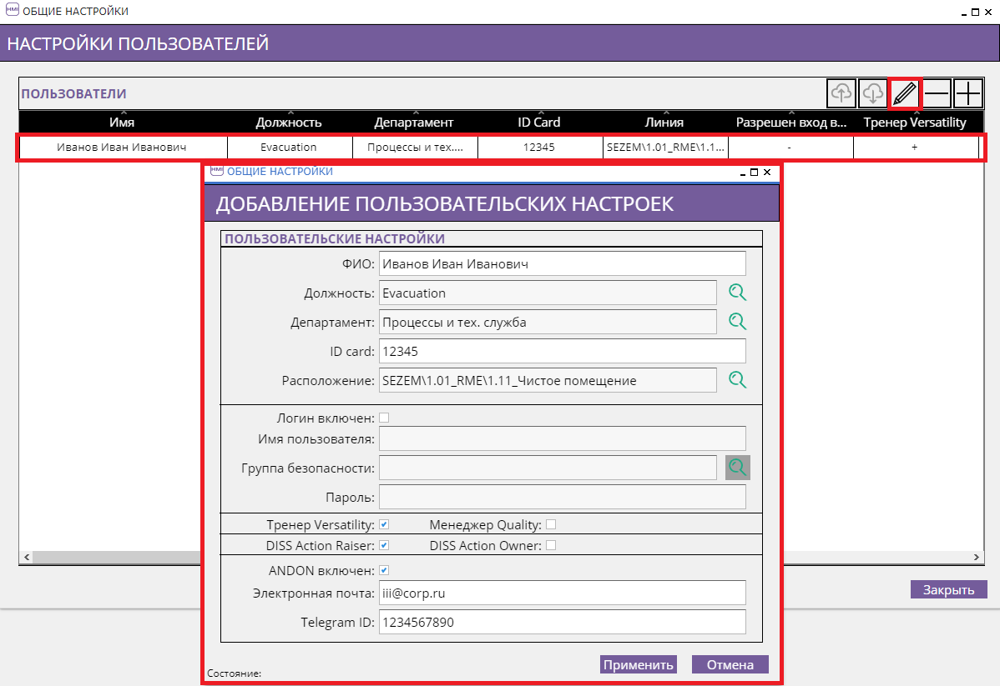 HMI ОБЩИЕ НАСТРОЙКИ
НАСТРОЙКИ ПОЛЬЗОВАТЕЛЕЙ
ПОЛЬЗОВАТЕЛИ
Имя Должность Департамент ID Card Линия Разрешен вход в... Тренер Versatility
Иванов Иван Иванович Evacuation Процессы и тех.... 12345 SEZEM\1.01_RME\1.1... - +
HMI ОБЩИЕ НАСТРОЙКИ
ДОБАВЛЕНИЕ ПОЛЬЗОВАТЕЛЬСКИХ НАСТРОЕК
ПОЛЬЗОВАТЕЛЬСКИЕ НАСТРОЙКИ
ФИО: Иванов Иван Иванович
Должность: Evacuation
Департамент: Процессы и тех. служба
ID card: 12345
Расположение: SEZEM\1.01_RME\1.11_Чистое помещение
Логин включен:
Имя пользователя:
Группа безопасности:
Пароль:
Тренер Versatility: Менеджер Quality:
DISS Action Raiser: DISS Action Owner:
ANDON включен:
Электронная почта: iii@corp.ru
Telegram ID: 1234567890
Закрыть
Применить Отмена
Состояние: